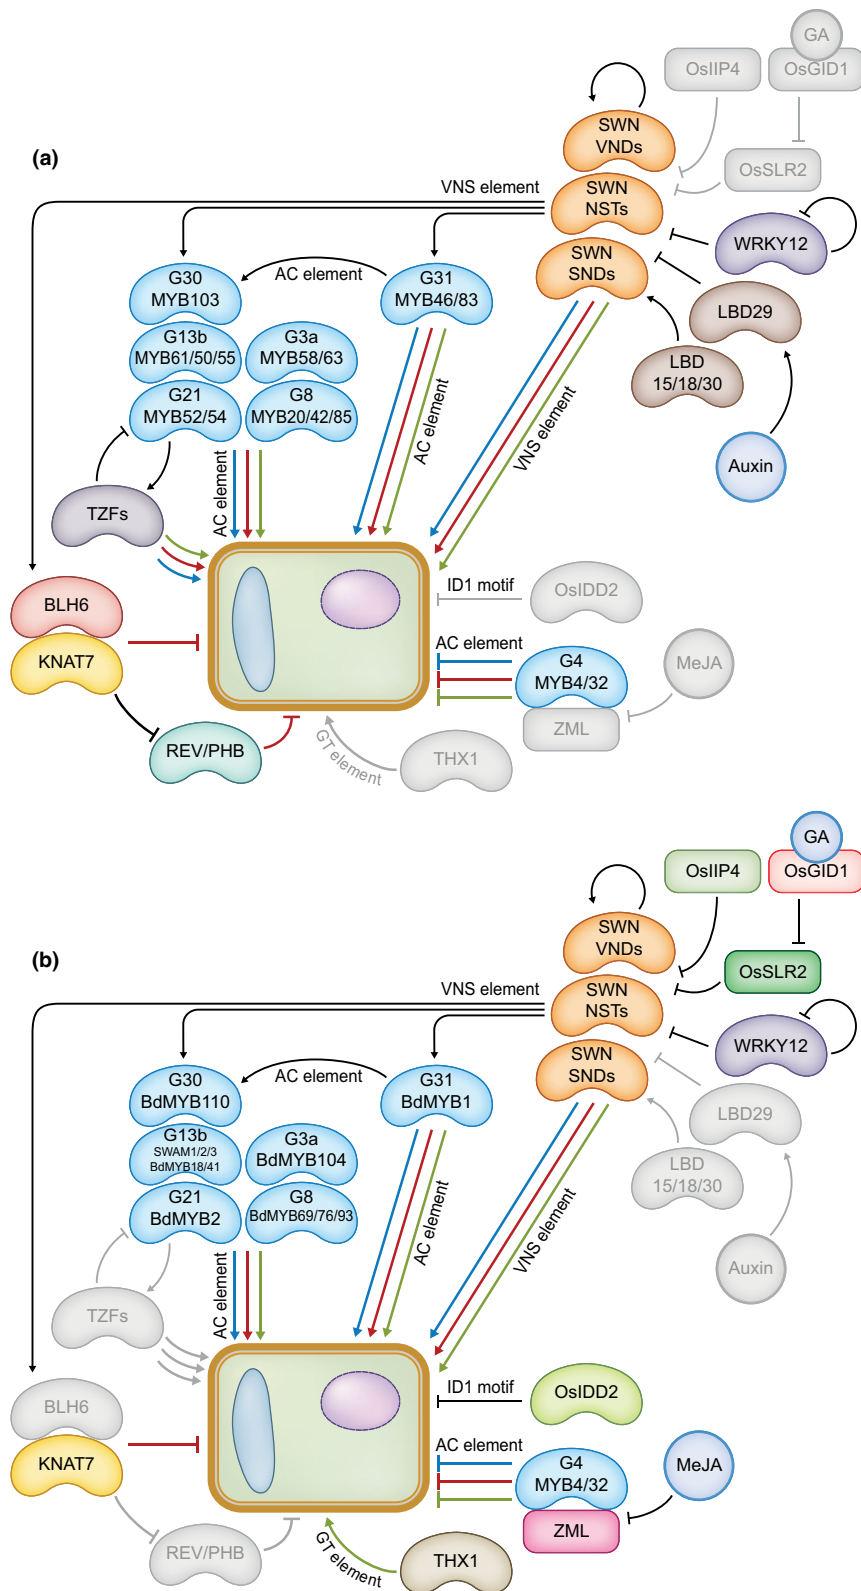 GA
OsIIP4
OsGID1
SWN
VNDs
(a)
OsSLR2
VNS element
SWN
NSTs
WRKY12
SWN
SNDs
G30
MYB103
AC element
G31
MYB46/83
LBD29
G13b
MYB61/50/55
G3a
MYB58/63
LBD
15/18/30
G21
MYB52/54
G8
MYB20/42/85
AC element
VNS element
Auxin
AC element
TZFs
ID1 motif
OsIDD2
BLH6
KNAT7
AC element
G4
MYB4/32
MeJA
ZML
REV/PHB
GT element
THX1
GA
OsIIP4
OsGID1
SWN
VNDs
(b)
OsSLR2
VNS element
SWN
NSTs
WRKY12
SWN
SNDs
G30
BdMYB110
AC element
G31
BdMYB1
LBD29
G13b
SWAM1/2/3
BdMYB18/41
G3a
BdMYB104
LBD
15/18/30
G21
BdMYB2
G8
BdMYB69/76/93
AC element
VNS element
Auxin
AC element
TZFs
ID1 motif
OsIDD2
BLH6
KNAT7
AC element
G4
MYB4/32
MeJA
ZML
REV/PHB
GT element
THX1